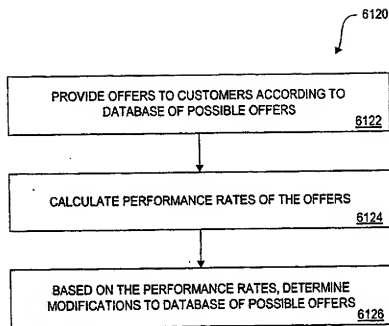 6120
PROVIDE OFFERS TO CUSTOMERS ACCORDING TO
DATABASE OF POSSIBLE OFFERS
6122
CALCULATE PERFORMANCE RATES OF THE OFFERS
6124
BASED ON THE PERFORMANCE RATES, DETERMINE
MODIFICATIONS TO DATABASE OF POSSIBLE OFFERS
6126